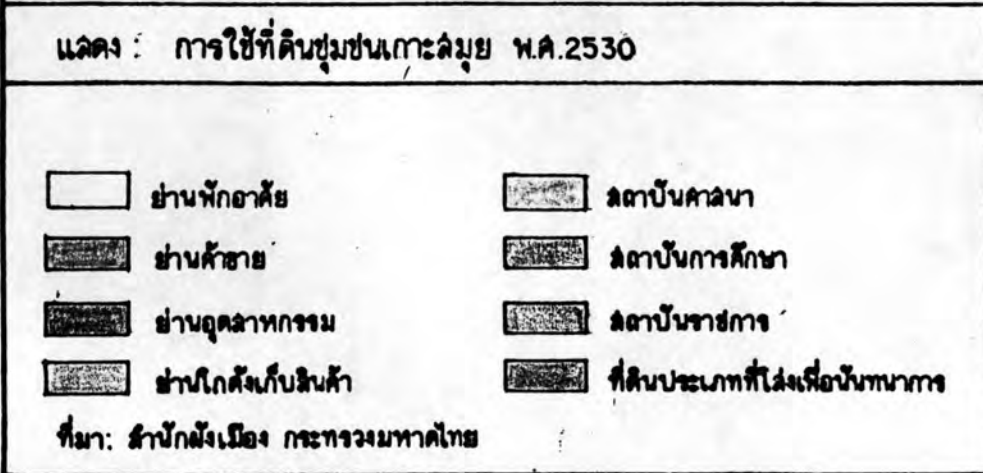 แสดง : การใช้ที่ดินชุมชนเกาะสมุย พ.ศ.2530
ย่านพักอาศัย
ย่านค้าขาย
ย่านอุตสาหกรรม
ย่านโกดังเก็บสินค้า
สถาบันศาสนา
สถาบันการศึกษา
สถาบันราชการ
ที่ดินประเภทที่โล่งเพื่อนันทนาการ
ที่มา: สำนักผังเมือง กระทรวงมหาดไทย